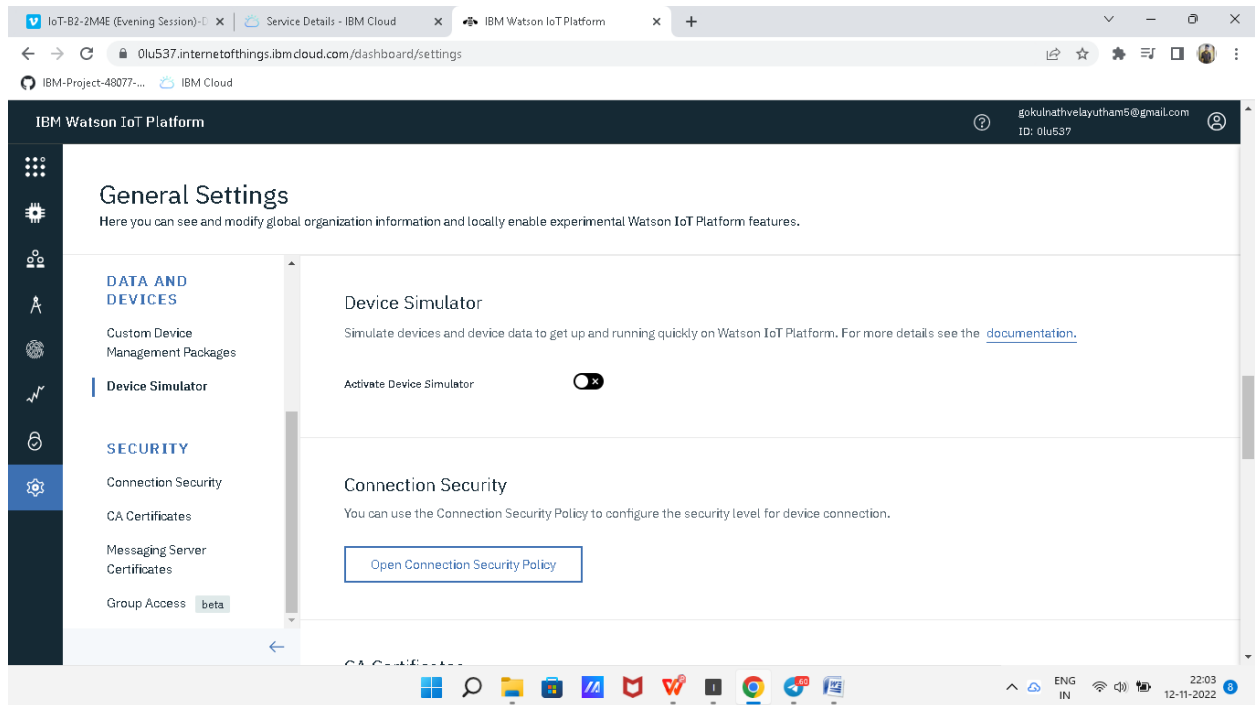 IoT-B2-2M4E (Evening Session)-D
Service Details - IBM Cloud
IBM Watson IoT Platform
0lu537.internetofthings.ibmcloud.com/dashboard/settings
IBM-Project-48077-...
IBM Cloud
IBM Watson IoT Platform
gokulnathvelayutham5@gmail.com
ID: 0lu537
General Settings
Here you can see and modify global organization information and locally enable experimental Watson IoT Platform features.
DATA AND
DEVICES
Custom Device
Management Packages
Device Simulator
SECURITY
Connection Security
CA Certificates
Messaging Server
Certificates
Group Access beta
Device Simulator
Simulate devices and device data to get up and running quickly on Watson IoT Platform. For more details see the documentation.
Activate Device Simulator
Connection Security
You can use the Connection Security Policy to configure the security level for device connection.
Open Connection Security Policy
CA Certificates
60
ENG
IN
22:03
12-11-2022
8